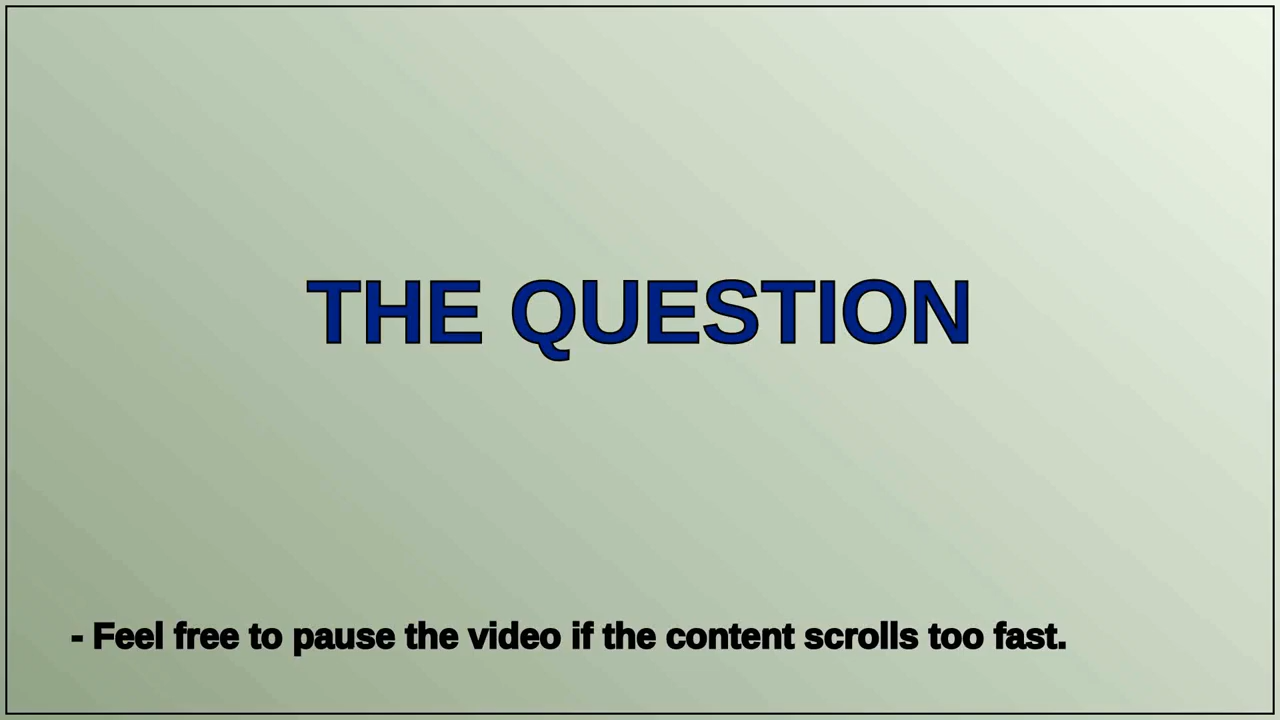 THE QUESTION
- Feel free to pause the video if the content scrolls too fast.